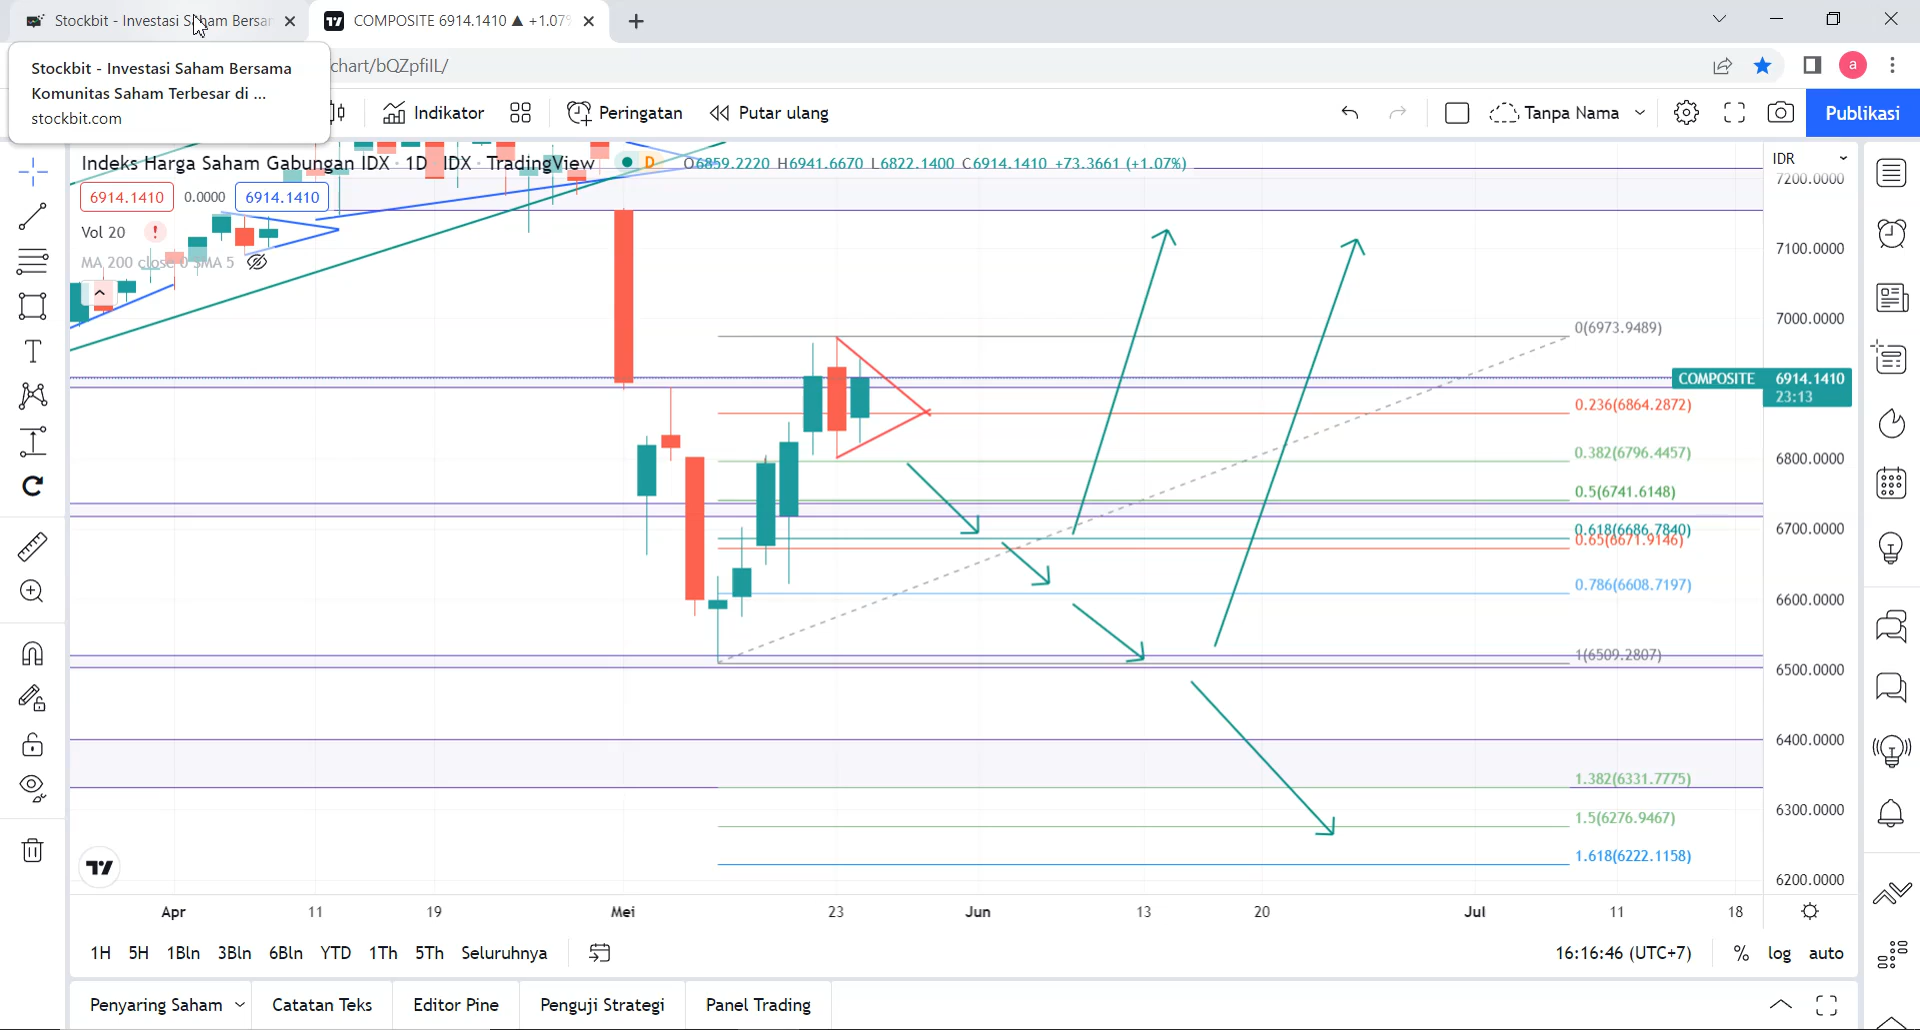 Stockbit - Investasi Saham Bersar
COMPOSITE 6914.1410 ▲ +1.07%
Stockbit - Investasi Saham Bersama
Komunitas Saham Terbesar di ...
stockbit.com
chart/bQZpfilL/
a
Indikator
Peringatan
Putar ulang
Tanpa Nama
Publikasi
Indeks Harga Saham Gabungan IDX · 1D · IDX · TradingView
D
O6859.2220 H6941.6670 L6822.1400 C6914.1410 +73.3661 (+1.07%)
IDR
6914.1410
0.0000
6914.1410
Vol 20
!
MA 200 close 0 SMA 5
7200.0000
7100.0000
7000.0000
COMPOSITE
6914.1410
23:13
6800.0000
6700.0000
6600.0000
6500.0000
6400.0000
6300.0000
6200.0000
0(6973.9489)
0.236(6864.2872)
0.382(6796.4457)
0.5(6741.6148)
0.618(6686.7840)
0.65(6671.9146)
0.786(6608.7197)
1(6509.2807)
1.382(6331.7775)
1.5(6276.9467)
1.618(6222.1158)
Apr
11
19
Mei
23
Jun
13
20
Jul
11
18
1H 5H 1Bln 3Bln 6Bln YTD 1Th 5Th Seluruhnya
16:16:46 (UTC+7)
% log auto
Penyaring Saham
Catatan Teks
Editor Pine
Penguji Strategi
Panel Trading